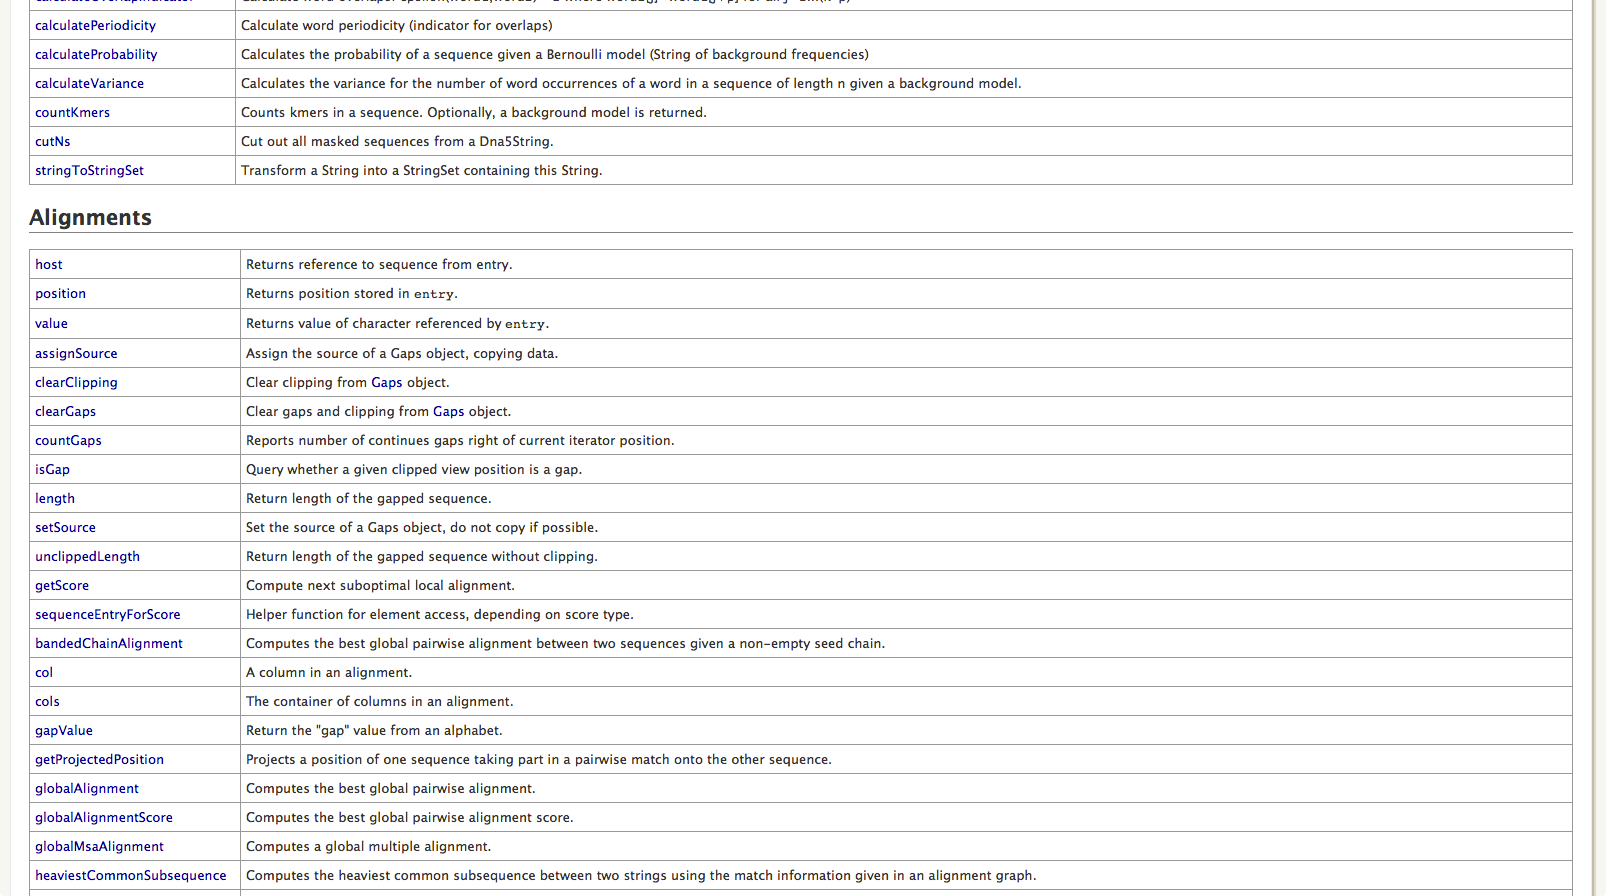 calculatePeriodicity Calculate word periodicity (indicator for overlaps)
calculateProbability Calculates the probability of a sequence given a Bernoulli model (String of background frequencies)
calculateVariance Calculates the variance for the number of word occurrences of a word in a sequence of length n given a background model.
countKmers Counts kmers in a sequence. Optionally, a background model is returned.
cutNs Cut out all masked sequences from a Dna5String.
stringToStringSet Transform a String into a StringSet containing this String.
Alignments
host Returns reference to sequence from entry.
position Returns position stored in entry.
value Returns value of character referenced by entry.
assignSource Assign the source of a Gaps object, copying data.
clearClipping Clear clipping from Gaps object.
clearGaps Clear gaps and clipping from Gaps object.
countGaps Reports number of continues gaps right of current iterator position.
isGap Query whether a given clipped view position is a gap.
length Return length of the gapped sequence.
setSource Set the source of a Gaps object, do not copy if possible.
unclippedLength Return length of the gapped sequence without clipping.
getScore Compute next suboptimal local alignment.
sequenceEntryForScore Helper function for element access, depending on score type.
bandedChainAlignment Computes the best global pairwise alignment between two sequences given a non-empty seed chain.
col A column in an alignment.
cols The container of columns in an alignment.
gapValue Return the "gap" value from an alphabet.
getProjectedPosition Projects a position of one sequence taking part in a pairwise match onto the other sequence.
globalAlignment Computes the best global pairwise alignment.
globalAlignmentScore Computes the best global pairwise alignment score.
globalMsaAlignment Computes a global multiple alignment.
heaviestCommonSubsequence Computes the heaviest common subsequence between two strings using the match information given in an alignment graph.